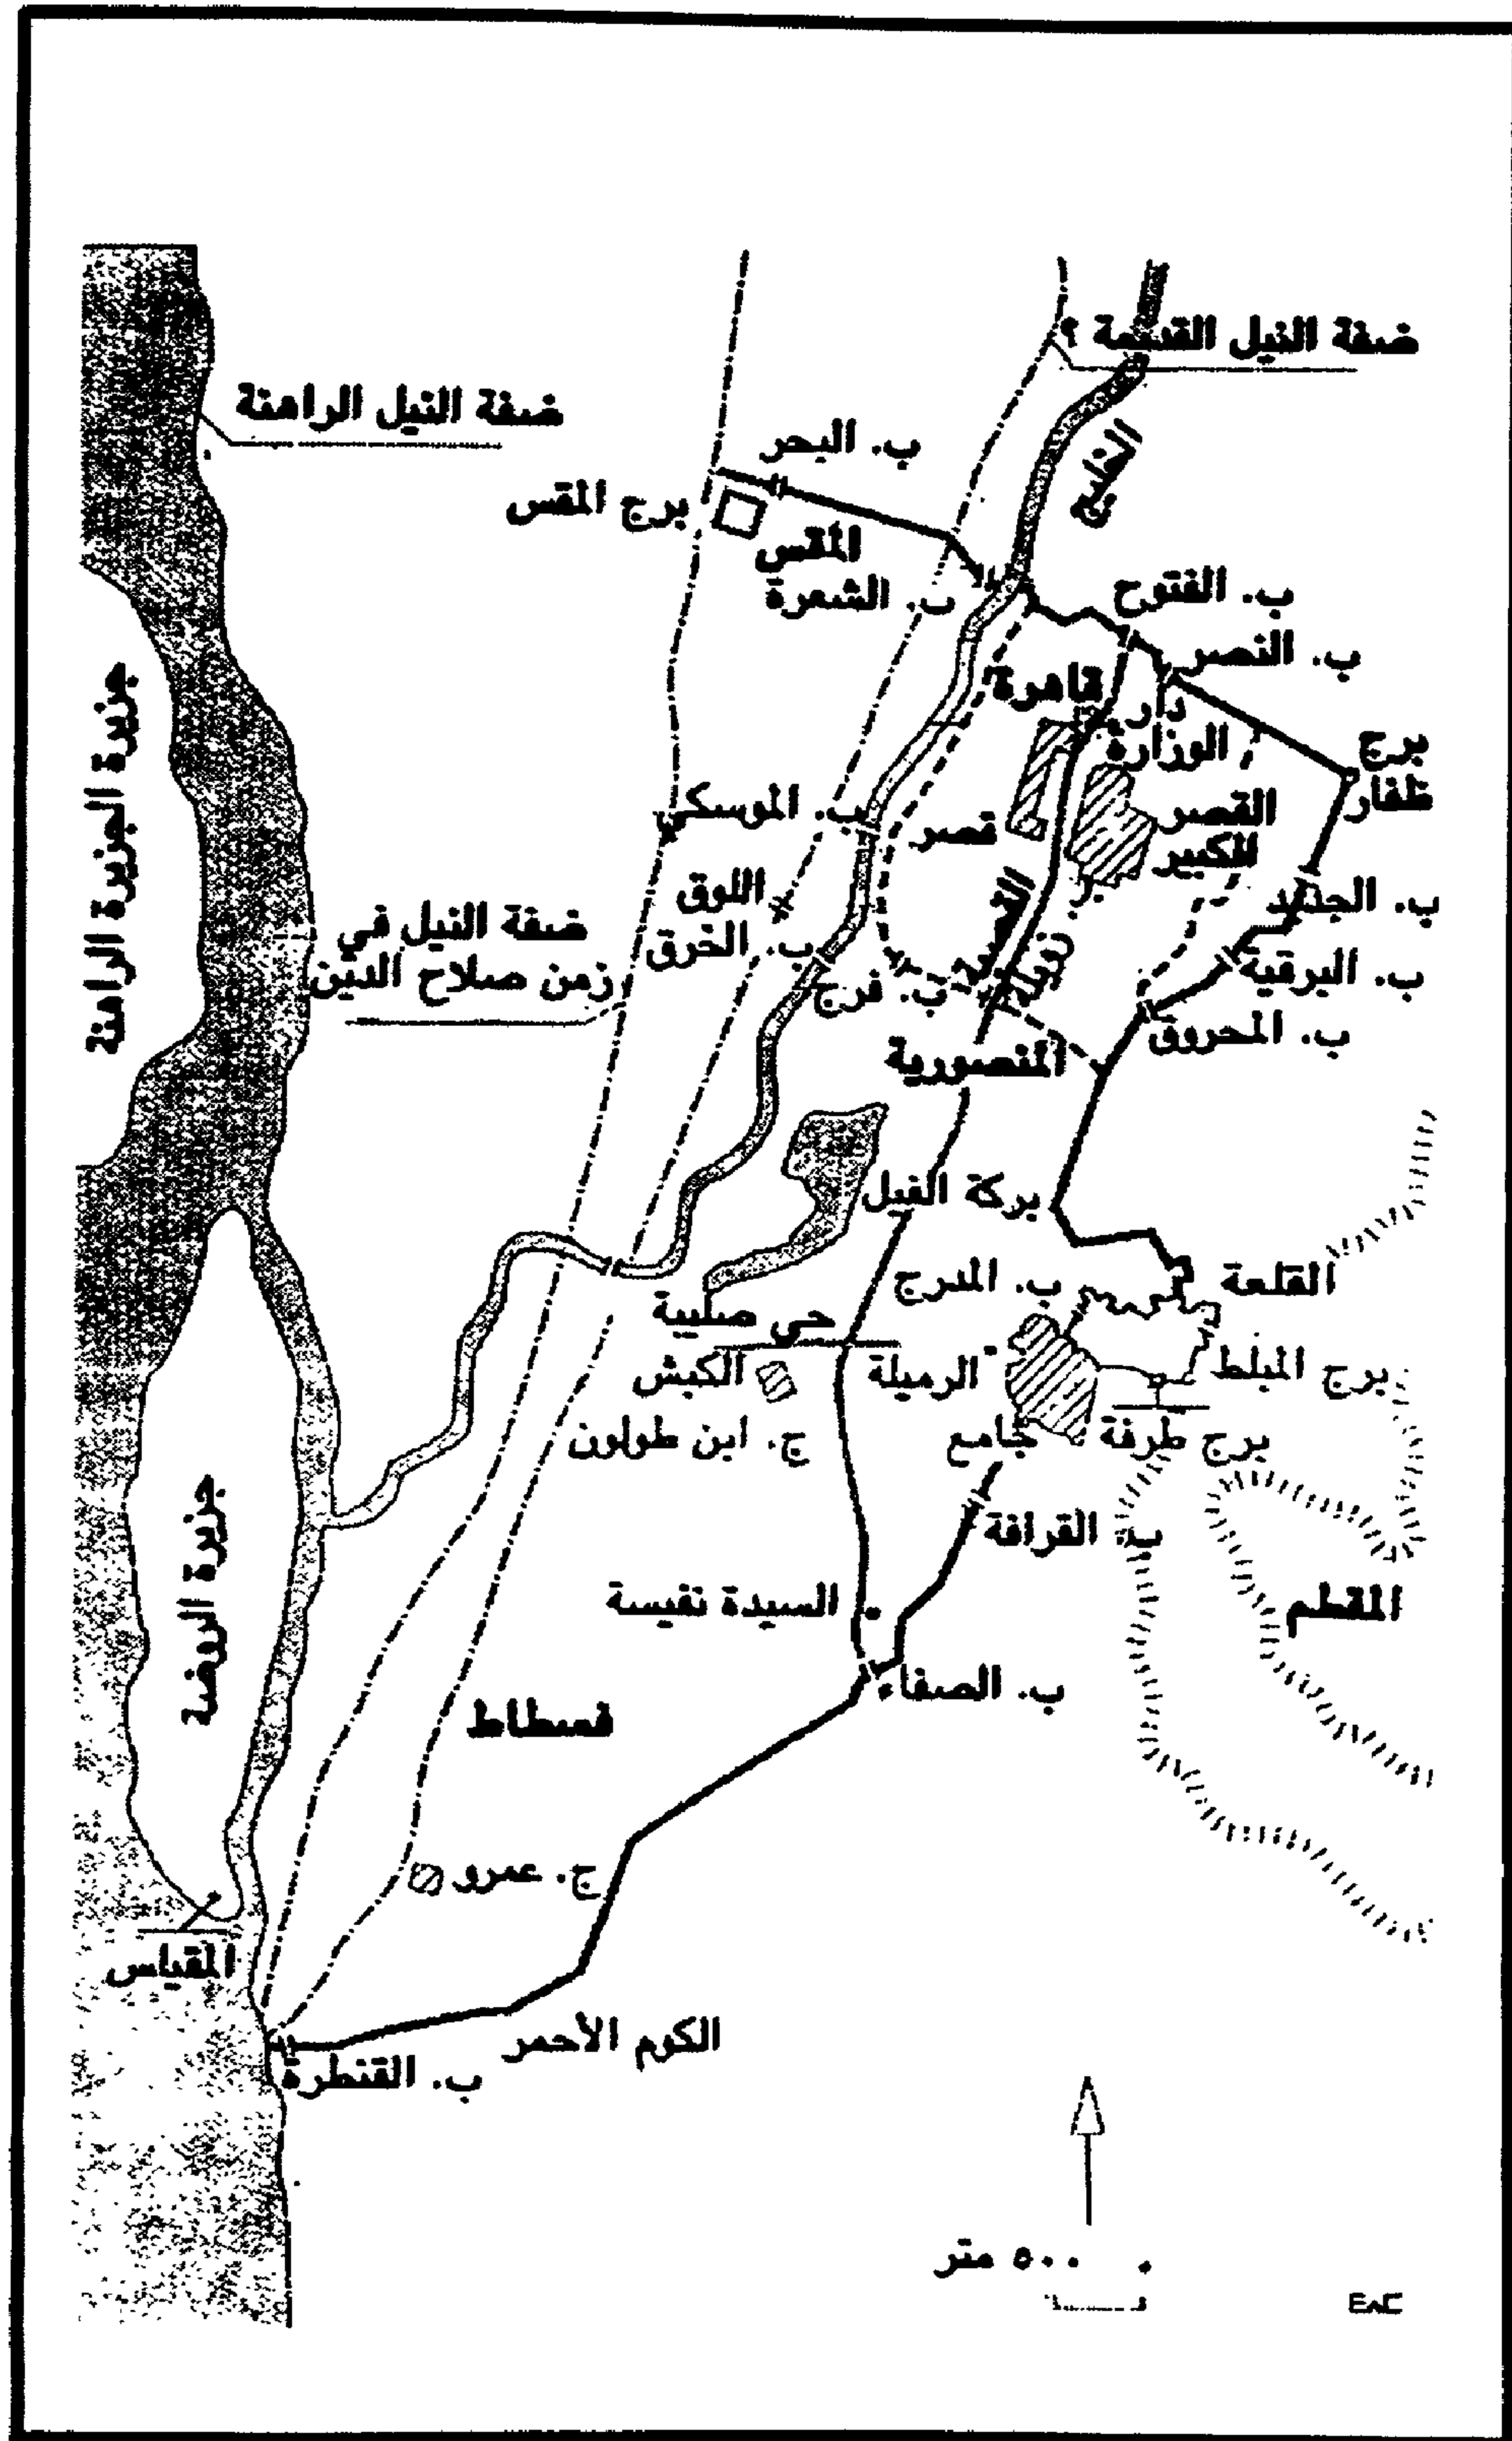 ضفة النيل القديمة ؟
ضفة النيل الراهنة
الخليج
ب. البحر
برج المقس
المقس
ب. الشعرة
ب. الفتوح
ب. النصر
قاهرة
دار
الوزارة
برج
ظفار
القصر
الكبير
قصر
ب. الموسكي
جزيرة الجزيرة الراهنة
اللوق
ب. الخرق
ضفة النيل في
زمن صلاح الدين
ب. الجديد
ب. البرقية
ب. المحروق
ب. زويلة
ب. فرج
المنصورية
بركة الفيل
القلعة
ب. المدرج
حي صليبية
الكبش
الرميلة
برج المبلط
ج. ابن طولون
جامع
برج طرفة
ب. القرافة
جزيرة الروضة
السيدة نفيسة
المقطم
ب. الصفاء
فسطاط
ج. عمرو
المقياس
الكوم الأحمر
ب. القنطرة
٠ ٥٠٠ متر